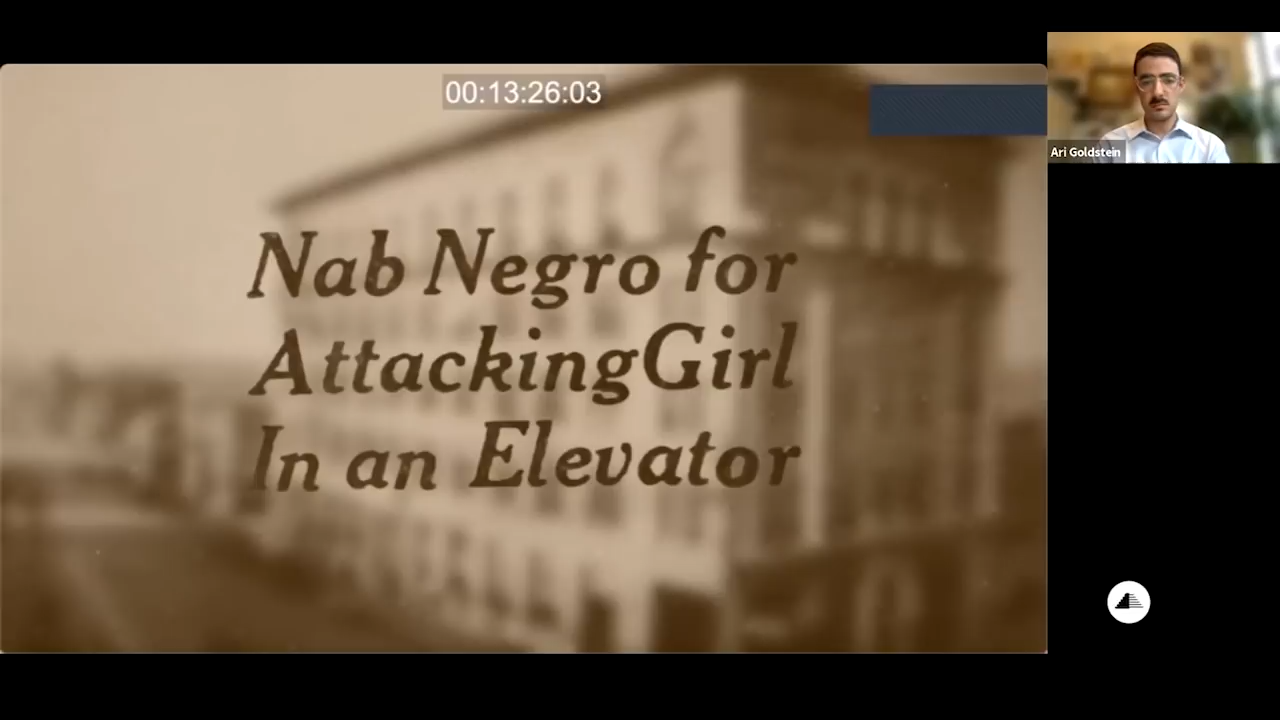 00:13:26:03
Nab Negro for
AttackingGirl
In an Elevator
Ari Goldstein